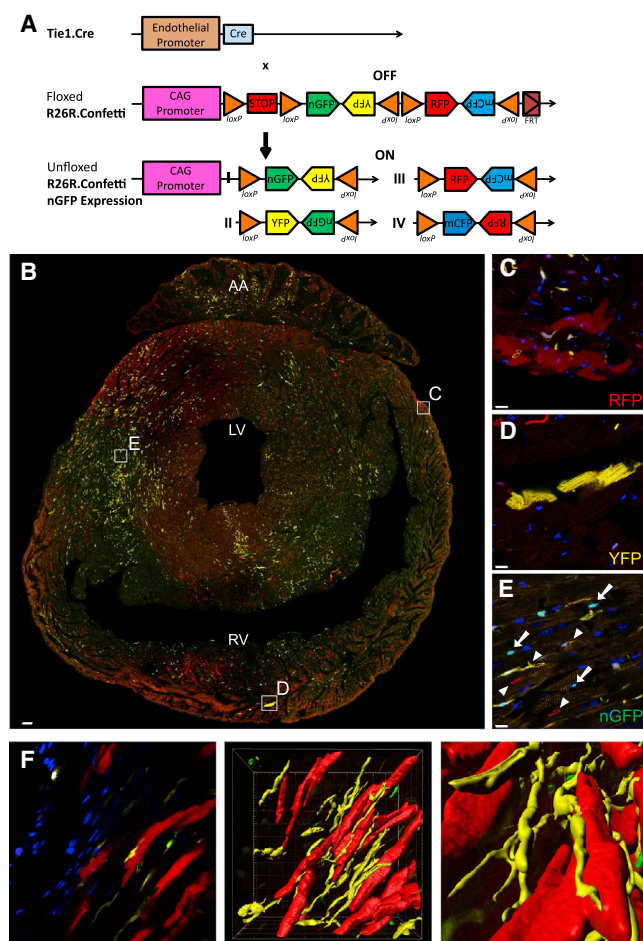 A
Tie1.Cre
Endothelial
Promoter
Cre
x
Floxed
R26R.Confetti
CAG
Promoter
OFF
loxP
STOP
loxP
nGFP
YFP
loxP
loxP
RFP
mCFP
loxP
FRT
Unfloxed
R26R.Confetti
nGFP Expression
CAG
Promoter
ON
I
loxP
nGFP
YFP
loxP
III
loxP
RFP
mCFP
loxP
II
loxP
YFP
nGFP
loxP
IV
loxP
mCFP
RFP
loxP
B
AA
LV
RV
C
E
D
C
RFP
D
YFP
E
nGFP
F